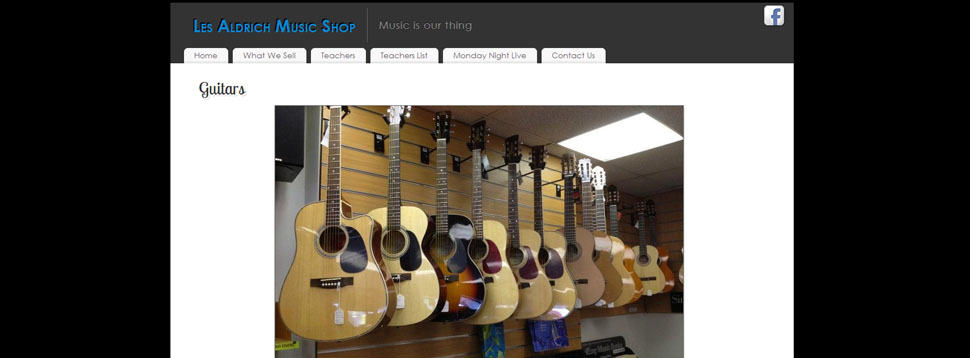 Les Aldrich Music Shop
Music is our thing
f
Home
What We Sell
Teachers
Teachers List
Monday Night Live
Contact Us
Guitars